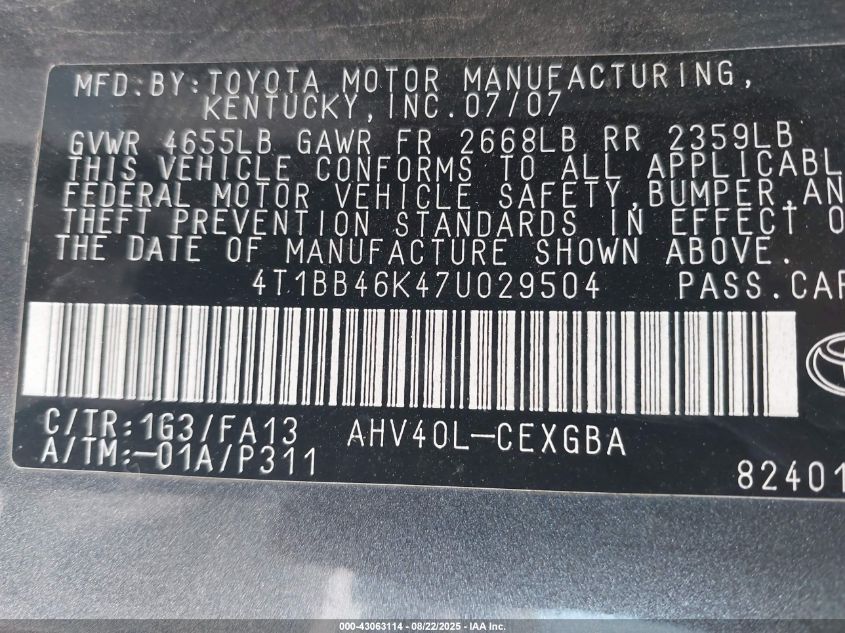 MFD.BY:TOYOTA MOTOR MANUFACTURING,
KENTUCKY,INC.07/07
GVWR 4655LB GAWR FR 2668LB RR 2359LB
THIS VEHICLE CONFORMS TO ALL APPLICABL
FEDERAL MOTOR VEHICLE SAFETY,BUMPER,AN
THEFT PREVENTION STANDARDS IN EFFECT O
THE DATE OF MANUFACTURE SHOWN ABOVE.
4T1BB46K47U029504 PASS.CAR
C/TR:1G3/FA13 AHV40L-CEXGBA
A/TM:-01A/P311
82401
000-43063114 - 08/22/2025 - IAA Inc.